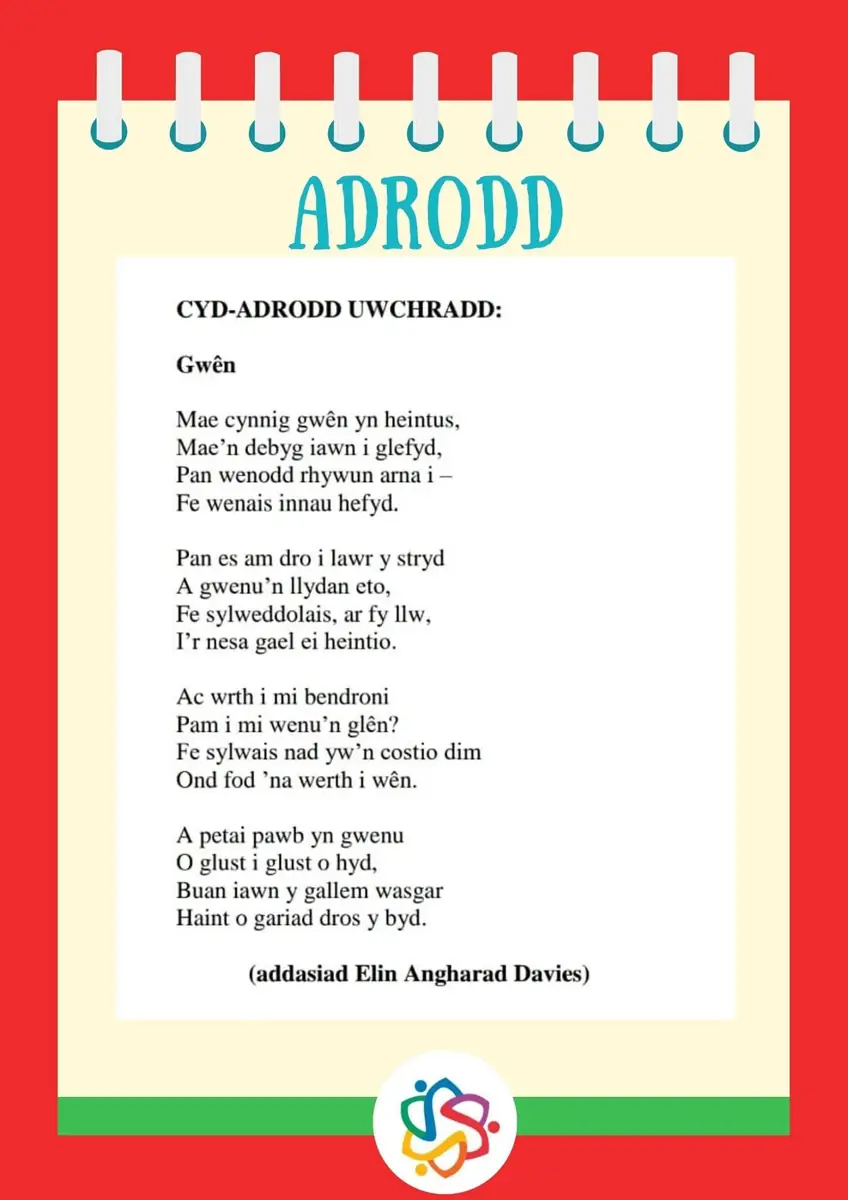 ADRODD
CYD-ADRODD UWCHRADD:
Gwên
Mae cynnig gwên yn heintus,
Mae’n debyg iawn i glefyd,
Pan wenodd rhywun arna i –
Fe wenais innau hefyd.
Pan es am dro i lawr y stryd
A gwenu’n llydan eto,
Fe sylweddolais, ar fy llw,
I’r nesa gael ei heintio.
Ac wrth i mi bendroni
Pam i mi wenu’n glên?
Fe sylwais nad yw’n costio dim
Ond fod ’na werth i wên.
A petai pawb yn gwenu
O glust i glust o hyd,
Buan iawn y gallem wasgar
Haint o gariad dros y byd.
(addasiad Elin Angharad Davies)